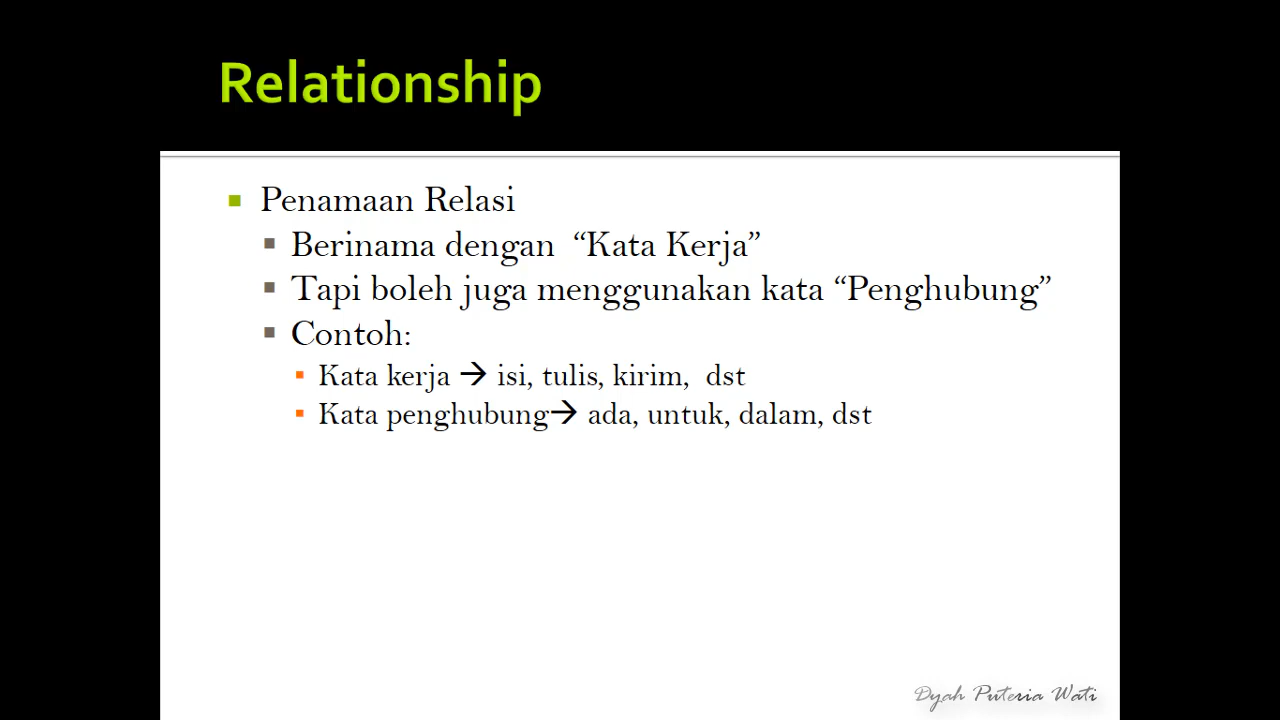 Relationship
Penamaan Relasi
Berinama dengan “Kata Kerja”
Tapi boleh juga menggunakan kata “Penghubung”
Contoh:
Kata kerja → isi, tulis, kirim, dst
Kata penghubung→ ada, untuk, dalam, dst
Dyah Puteria Wati